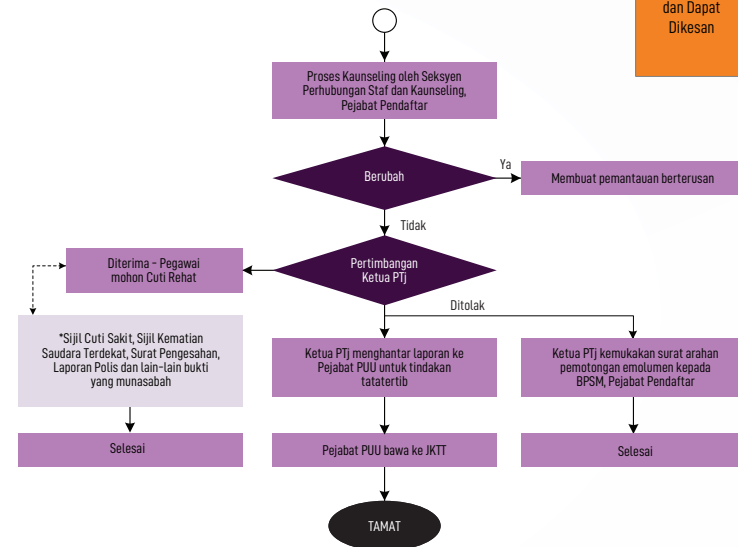 dan Dapat
Dikesan
Proses Kaunseling oleh Seksyen
Perhubungan Staf dan Kaunseling,
Pejabat Pendaftar
Berubah
Ya
Membuat pemantauan berterusan
Tidak
Pertimbangan
Ketua PTj
Diterima - Pegawai
mohon Cuti Rehat
Ditolak
*Sijil Cuti Sakit, Sijil Kematian
Saudara Terdekat, Surat Pengesahan,
Laporan Polis dan lain-lain bukti
yang munasabah
Ketua PTj menghantar laporan ke
Pejabat PUU untuk tindakan
tatatertib
Ketua PTj kemukakan surat arahan
pemotongan emolumen kepada
BPSM, Pejabat Pendaftar
Selesai
Pejabat PUU bawa ke JKTT
Selesai
TAMAT